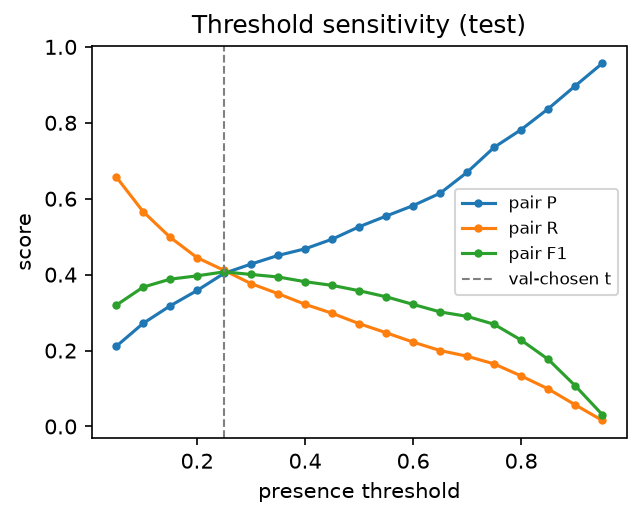 Threshold sensitivity (test)
1.0
0.8
0.6
0.4
0.2
0.0
score
pair P
pair R
pair F1
val-chosen t
0.2 0.4 0.6 0.8
presence threshold